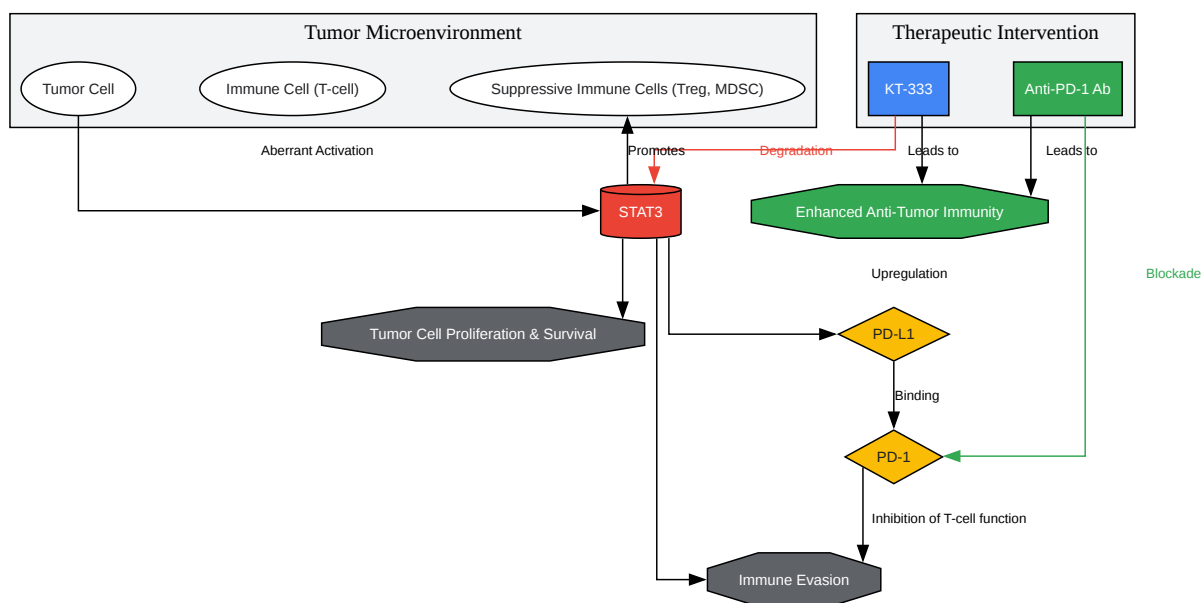 Tumor Microenvironment
Therapeutic Intervention
Tumor Cell
Immune Cell (T-cell)
Suppressive Immune Cells (Treg, MDSC)
KT-333
Anti-PD-1 Ab
Aberrant Activation
Promotes
Degradation
Leads to
Leads to
STAT3
Enhanced Anti-Tumor Immunity
Upregulation
Blockade
Tumor Cell Proliferation & Survival
PD-L1
Binding
PD-1
Inhibition of T-cell function
Immune Evasion